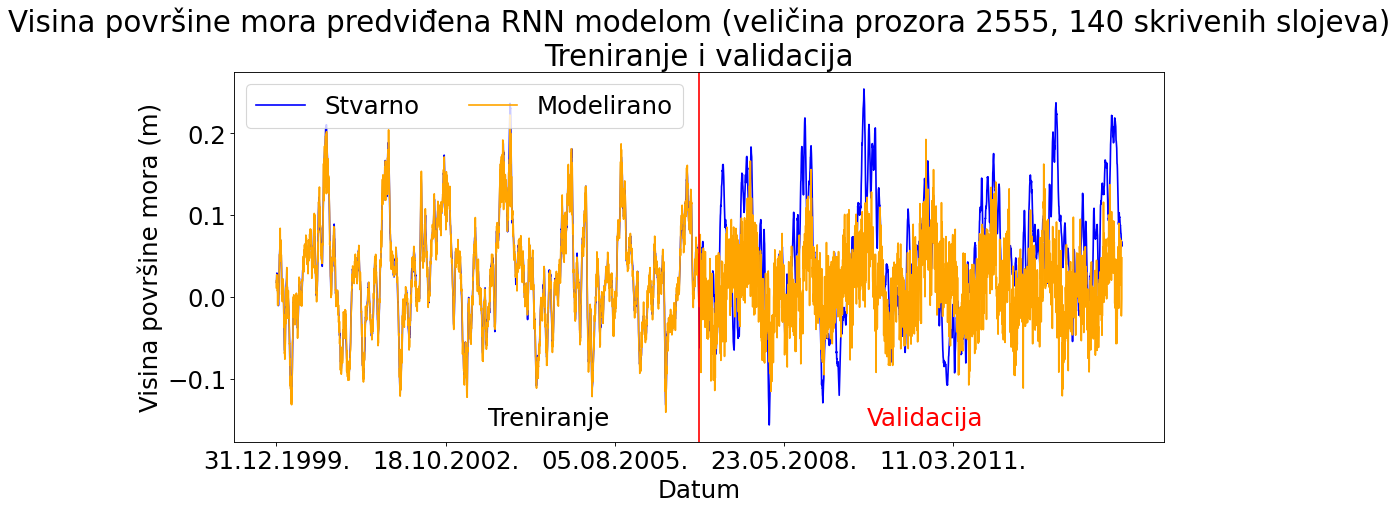 Visina površine mora predviđena RNN modelom (veličina prozora 2555, 140 skrivenih slojeva)
Treniranje i validacija
Stvarno Modelirano
Visina površine mora (m)
0.2
0.1
0.0
−0.1
Treniranje Validacija
31.12.1999. 18.10.2002. 05.08.2005. 23.05.2008. 11.03.2011.
Datum